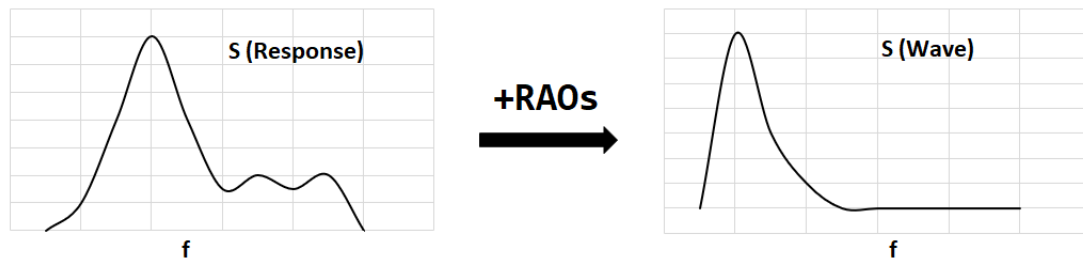 S (Response)
f
+RAOs
S (Wave)
f